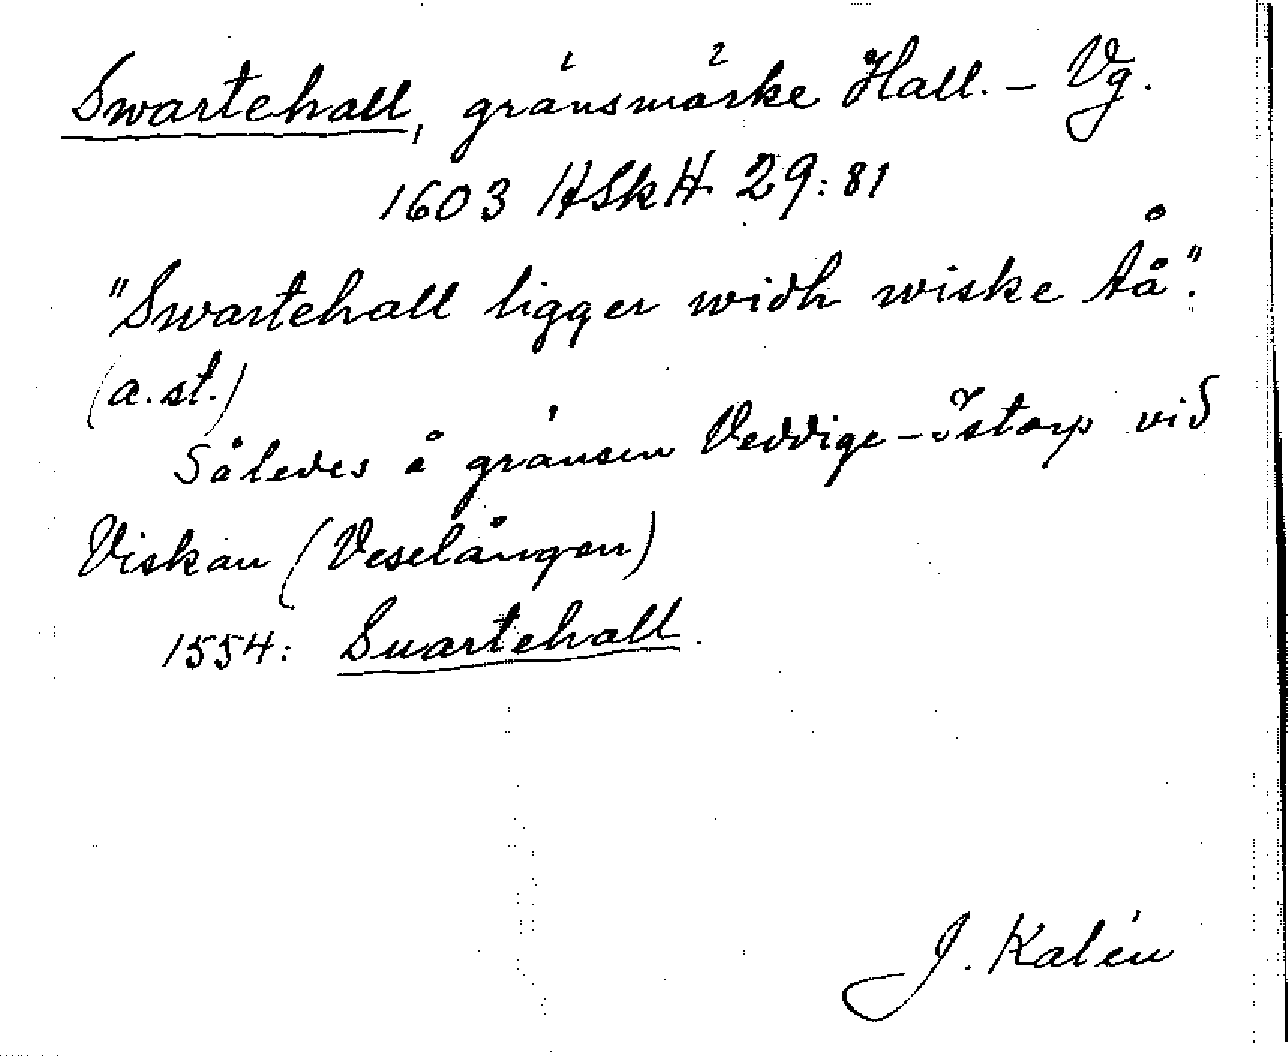 Swartehall, gränsmärke Hall. - Vg.
1603 HSkH 29:81
"Swartehall ligger widh wiske Åå".
(a.st.)
Således å gränsen Veddige-Istorp vid
Viskan (Veselången)
1554: Suartehall.
J. Kalén